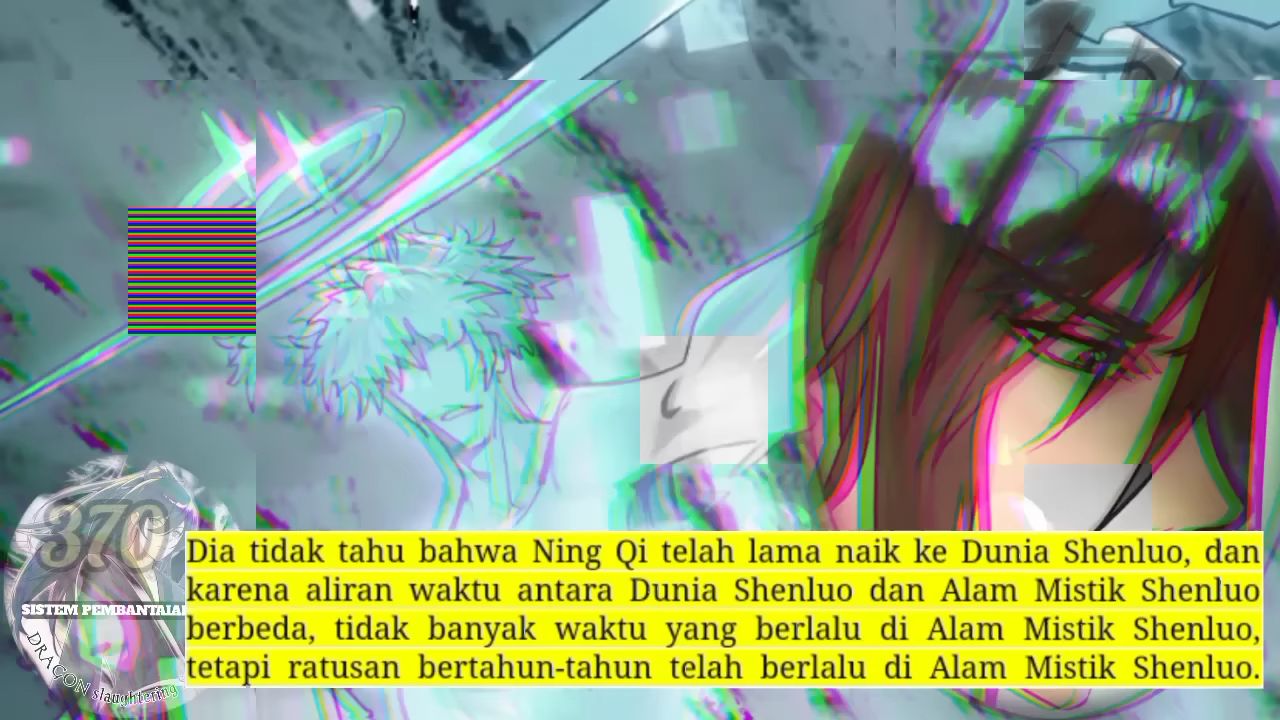 370
SISTEM PEMBANTAIAN
DRAGON slaughtering
Dia tidak tahu bahwa Ning Qi telah lama naik ke Dunia Shenluo, dan
karena aliran waktu antara Dunia Shenluo dan Alam Mistik Shenluo
berbeda, tidak banyak waktu yang berlalu di Alam Mistik Shenluo,
tetapi ratusan bertahun-tahun telah berlalu di Alam Mistik Shenluo.